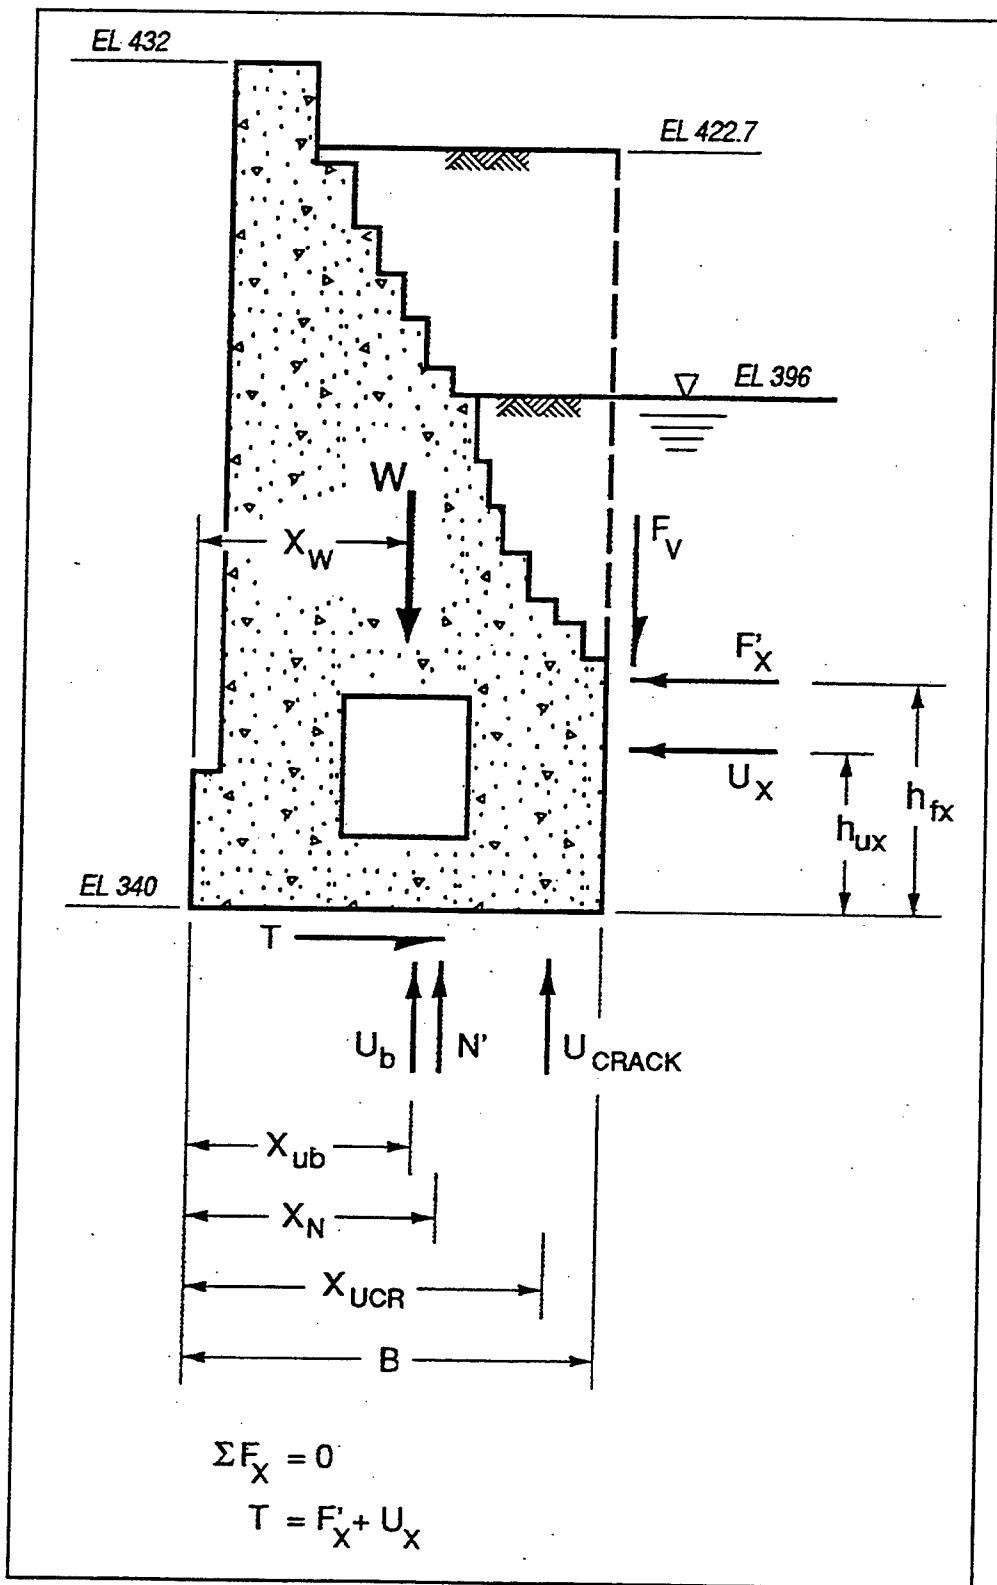 EL 432
EL 422.7
EL 396
W
X_W
F_V
F'_X
U_X
h_fx
h_ux
EL 340
T
U_b N' U_CRACK
X_ub
X_N
X_UCR
B
ΣF_X = 0
T = F'_X + U_X